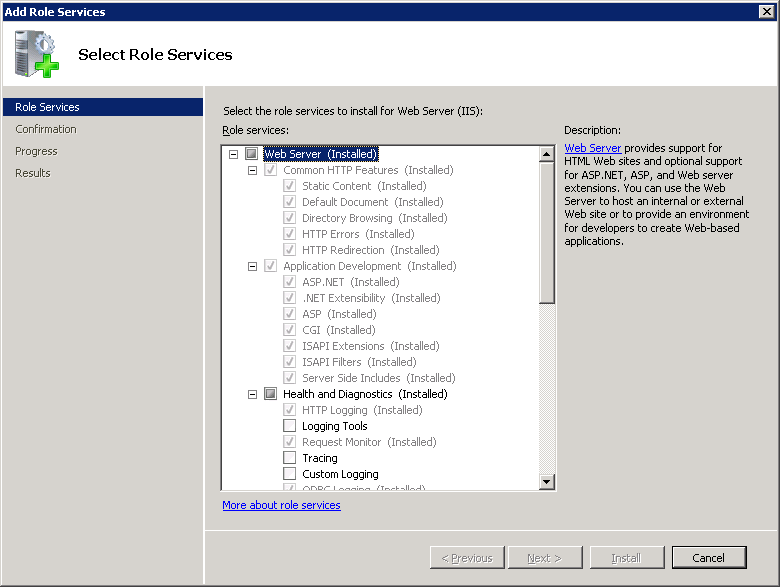 Add Role Services
Select Role Services
Role Services
Confirmation
Progress
Results
Select the role services to install for Web Server (IIS):
Role services:
Web Server (Installed)
Common HTTP Features (Installed)
Static Content (Installed)
Default Document (Installed)
Directory Browsing (Installed)
HTTP Errors (Installed)
HTTP Redirection (Installed)
Application Development (Installed)
ASP.NET (Installed)
.NET Extensibility (Installed)
ASP (Installed)
CGI (Installed)
ISAPI Extensions (Installed)
ISAPI Filters (Installed)
Server Side Includes (Installed)
Health and Diagnostics (Installed)
HTTP Logging (Installed)
Logging Tools
Request Monitor (Installed)
Tracing
Custom Logging
ODBC Logging (Installed)
More about role services
Description:
Web Server provides support for
HTML Web sites and optional support
for ASP.NET, ASP, and Web server
extensions. You can use the Web
Server to host an internal or external
Web site or to provide an environment
for developers to create Web-based
applications.
< Previous
Next >
Install
Cancel